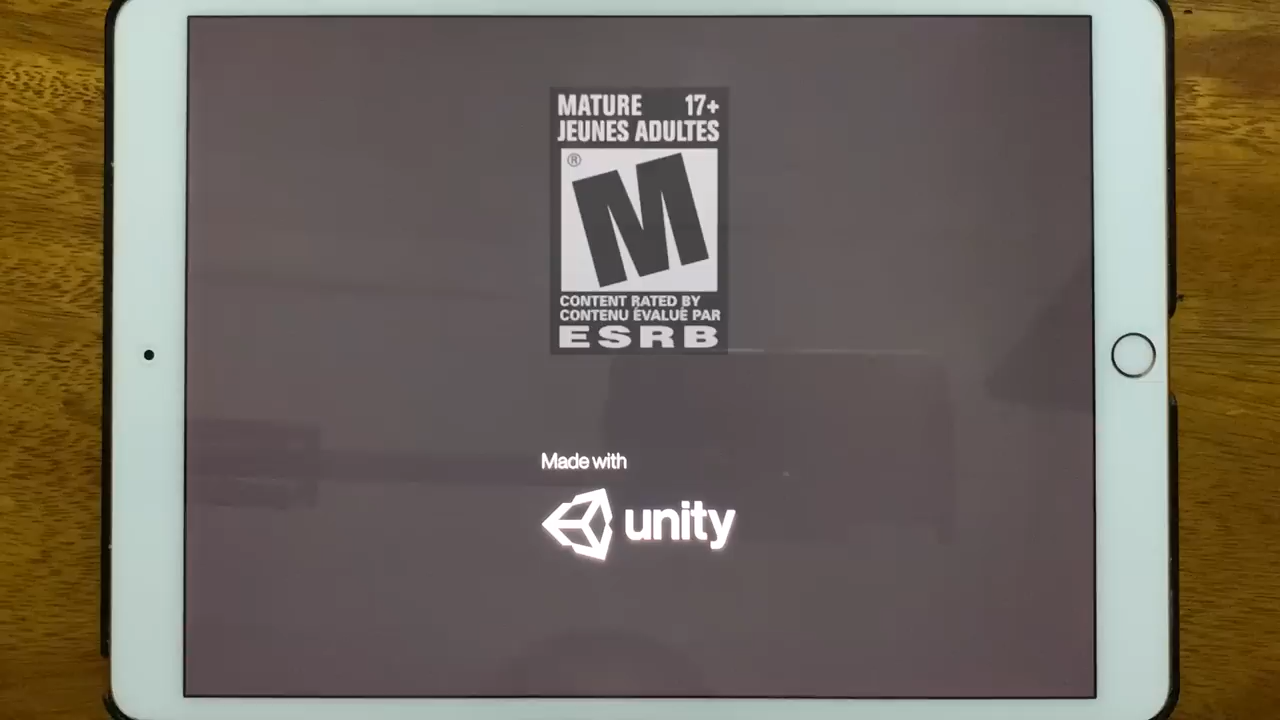 MATURE 17+
JEUNES ADULTES
®
M
CONTENT RATED BY
CONTENU ÉVALUÉ PAR
ESRB
Made with
unity